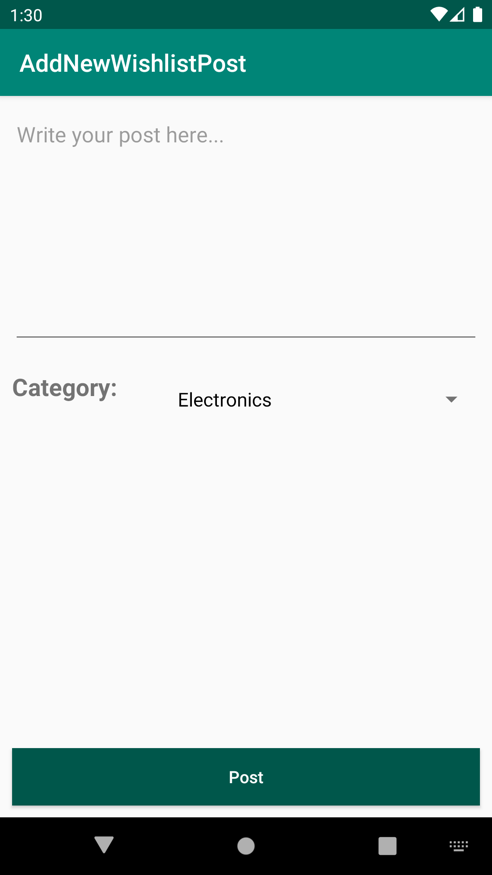 1:30
AddNewWishlistPost
Write your post here...
Category:
Electronics
Post